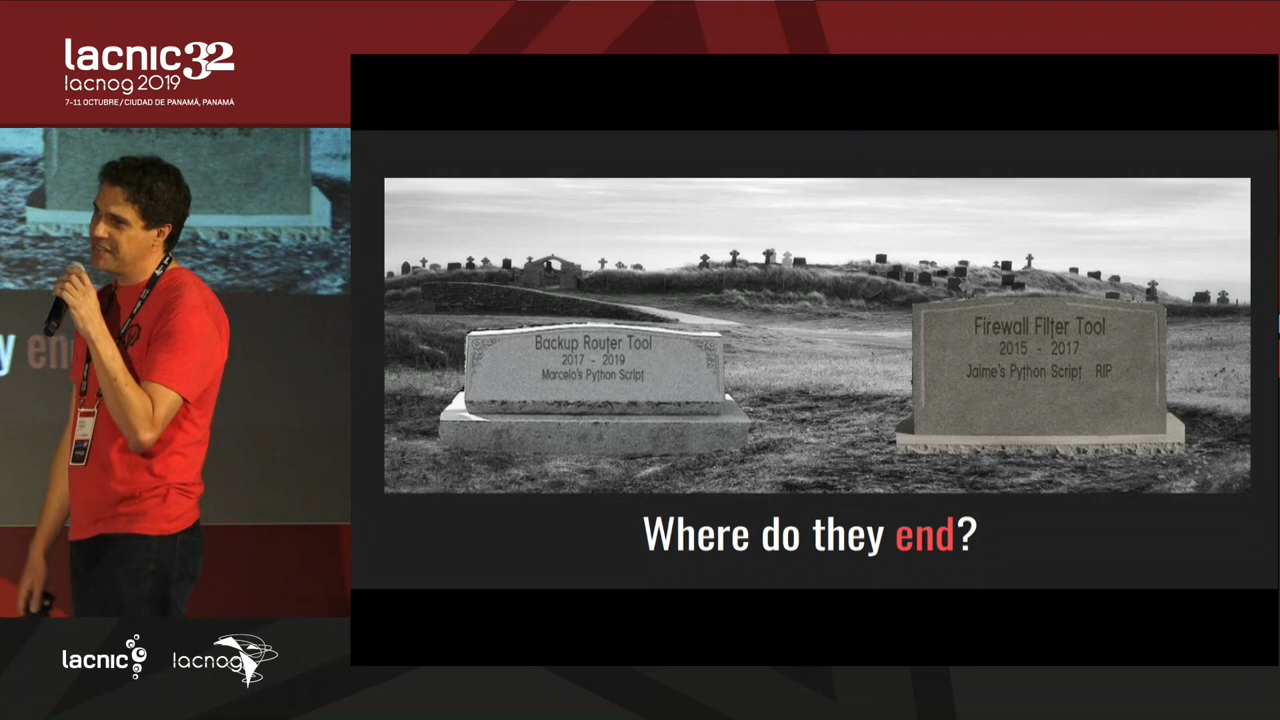 lacnic32
lacnog 2019
7-11 OCTUBRE / CIUDAD DE PANAMÁ, PANAMÁ
Backup Router Tool
2017 - 2019
Marcelo's Python Script
Firewall Filter Tool
2015 - 2017
Jaime's Python Script RIP
Where do they end?
lacnic
lacnog